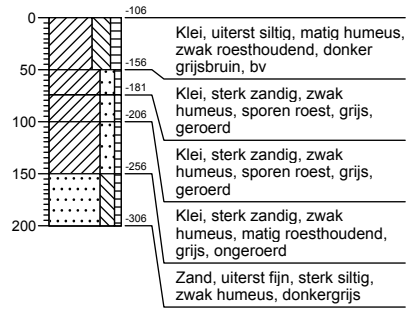 0
-106
Klei, uiterst siltig, matig humeus,
zwak roesthoudend, donker
grijsbruin, bv
50
-156
-181
Klei, sterk zandig, zwak
humeus, sporen roest, grijs,
geroerd
100
-206
Klei, sterk zandig, zwak
humeus, sporen roest, grijs,
geroerd
150
-256
Klei, sterk zandig, zwak
humeus, matig roesthoudend,
grijs, ongeroerd
200
-306
Zand, uiterst fijn, sterk siltig,
zwak humeus, donkergrijs